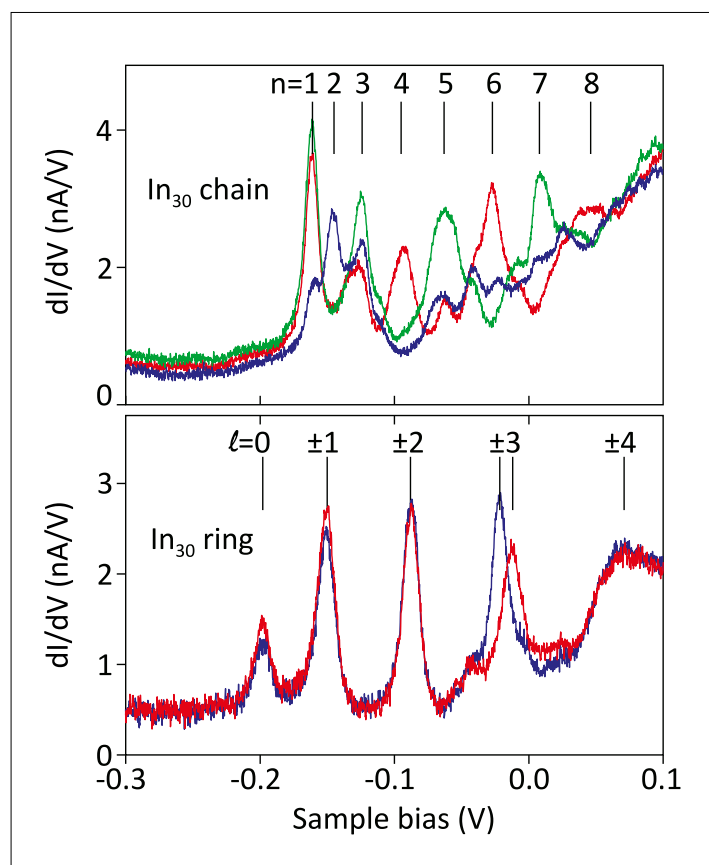 n=1 2 3 4 5 6 7 8
4
In₃₀ chain
dI/dV (nA/V)
2
0
ℓ=0 ±1 ±2 ±3 ±4
3
In₃₀ ring
dI/dV (nA/V)
2
1
0
-0.3 -0.2 -0.1 0.0 0.1
Sample bias (V)